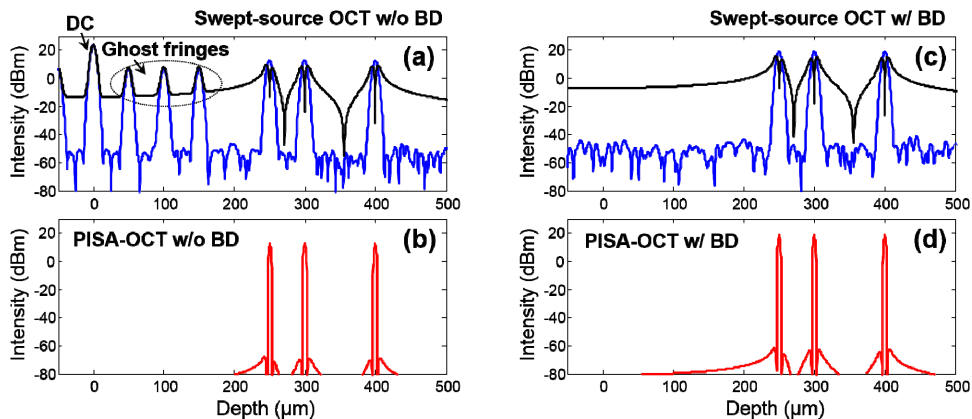 Swept-source OCT w/o BD
DC
Ghost fringes
(a)
Intensity (dBm)
20
0
-20
-40
-60
-80
0 100 200 300 400 500
Swept-source OCT w/ BD
(c)
Intensity (dBm)
20
0
-20
-40
-60
-80
0 100 200 300 400 500
PISA-OCT w/o BD
(b)
Intensity (dBm)
20
0
-20
-40
-60
-80
0 100 200 300 400 500
Depth (μm)
PISA-OCT w/ BD
(d)
Intensity (dBm)
20
0
-20
-40
-60
-80
0 100 200 300 400 500
Depth (μm)